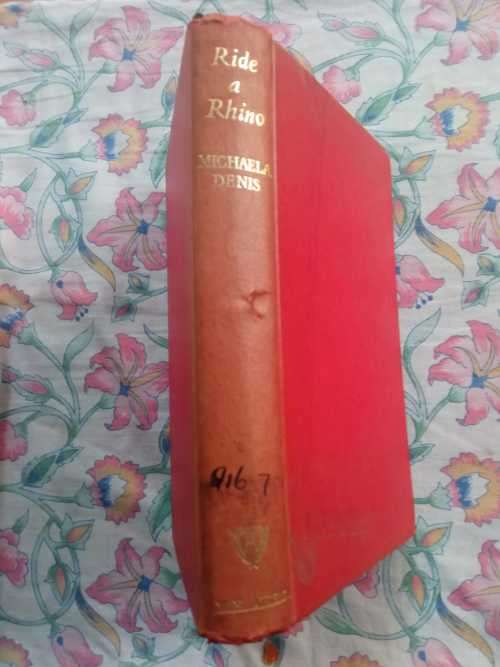 Ride
a
Rhino
MICHAELA
DENIS
916.7